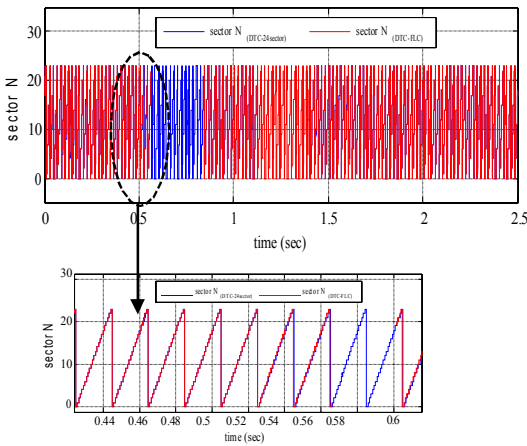 sector N (DTC-24sector) sector N (DTC-FLC)
30
20
10
0
sector N
0 0.5 1 1.5 2 2.5
time (sec)
sector N (DTC-24sector) sector N (DTC-FLC)
30
20
10
0
sector N
0.44 0.46 0.48 0.5 0.52 0.54 0.56 0.58 0.6
time (sec)